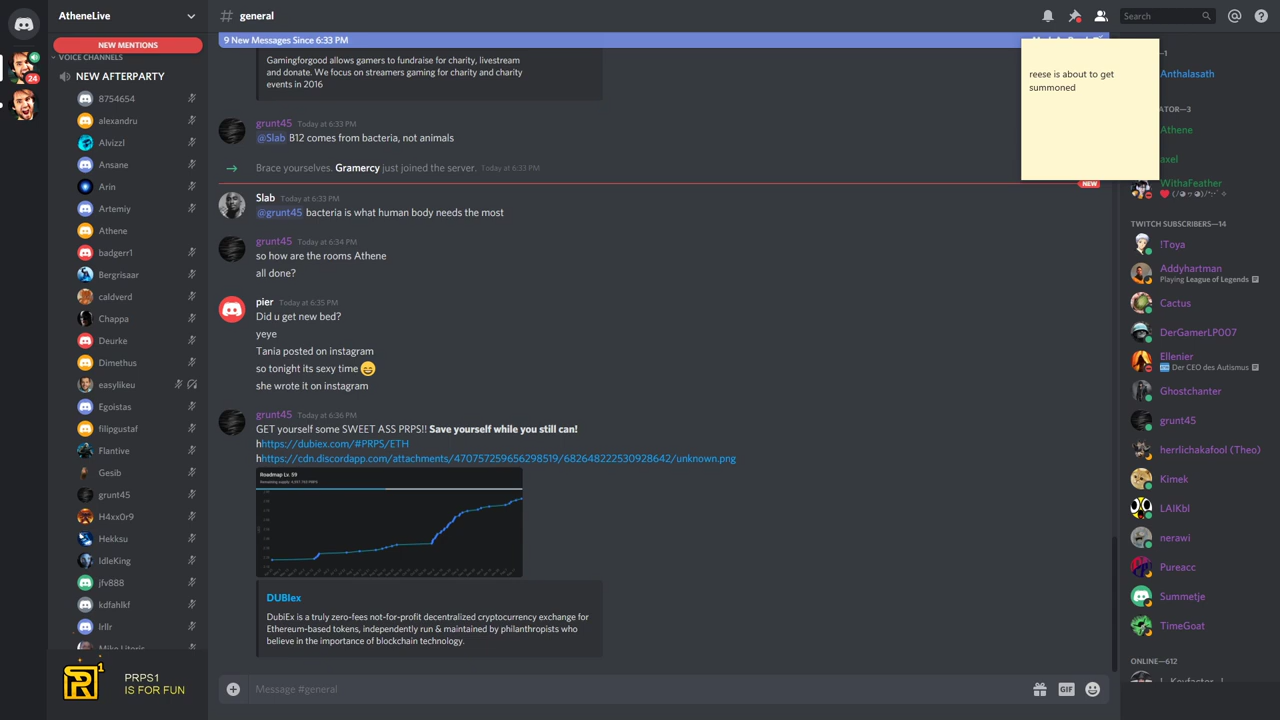 AtheneLive
NEW MENTIONS
VOICE CHANNELS
NEW AFTERPARTY
8754654
alexandru
Alvizzl
Ansane
Arin
Artemiy
Athene
badgerr1
Bergrisaar
caldverd
Chappa
Deurke
Dimethus
easylikeu
Egoistas
filipgustaf
Flantive
Gesib
grunt45
H4xx0r9
Hekksu
IdleKing
jfv888
kdfahlkf
lrllr
Mike Litoris
24
PRPS1
IS FOR FUN
# general
Search
9 New Messages Since 6:33 PM
Gamingforgood allows gamers to fundraise for charity, livestream
and donate. We focus on streamers gaming for charity and charity
events in 2016
grunt45 Today at 6:33 PM
@Slab B12 comes from bacteria, not animals
Brace yourselves. Gramercy just joined the server. Today at 6:33 PM
NEW
Slab Today at 6:33 PM
@grunt45 bacteria is what human body needs the most
grunt45 Today at 6:34 PM
so how are the rooms Athene
all done?
pier Today at 6:35 PM
Did u get new bed?
yeye
Tania posted on instagram
so tonight its sexy time 😄
she wrote it on instagram
grunt45 Today at 6:36 PM
GET yourself some SWEET ASS PRPS!! Save yourself while you still can!
hhttps://dubiex.com/#PRPS/ETH
hhttps://cdn.discordapp.com/attachments/470757259656298519/682648222530928642/unknown.png
Roadmap Lv. 59
DUBIex
DubiEx is a truly zero-fees not-for-profit decentralized cryptocurrency exchange for
Ethereum-based tokens, independently run & maintained by philanthropists who
believe in the importance of blockchain technology.
Message #general
GIF
reese is about to get
summoned
—1
Anthalasath
ATOR—3
Athene
axel
WithaFeather
TWITCH SUBSCRIBERS—14
!Toya
Addyhartman
Playing League of Legends
Cactus
DerGamerLP007
Ellenier
Der CEO des Autismus
Ghostchanter
grunt45
herrlichakafool (Theo)
Kimek
LAIKbl
nerawi
Pureacc
Summetje
TimeGoat
ONLINE—612